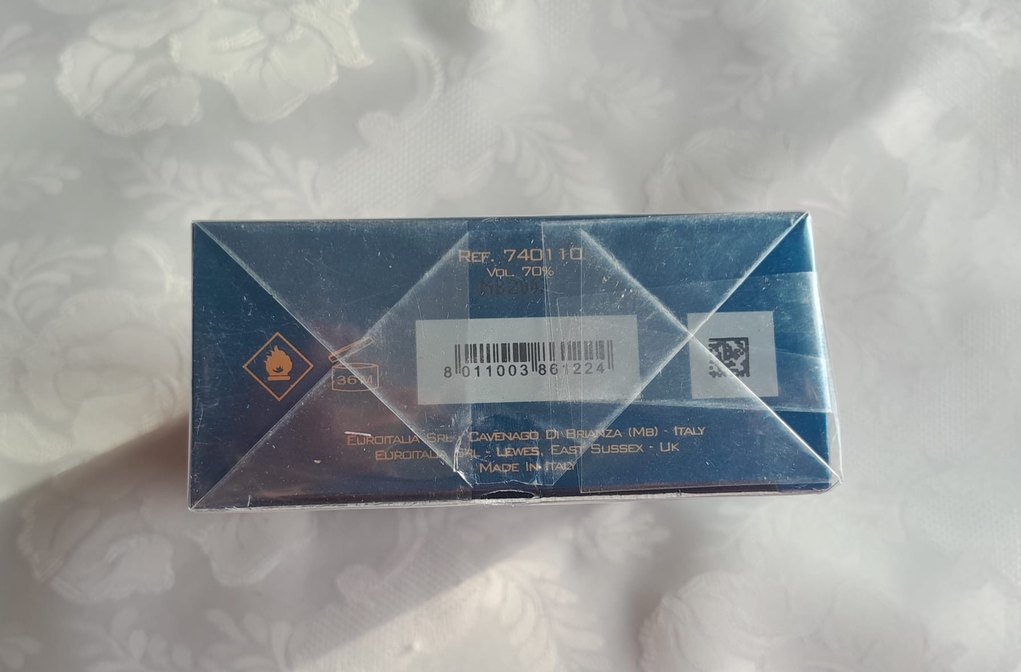 REF. 740110
VOL. 70%
36 M
8 011003 861224
EUROITALIA SRL - CAVENAGO DI BRIANZA (MB) - ITALY
EUROITALIA SRL - LEWES, EAST SUSSEX - UK
MADE IN ITALY